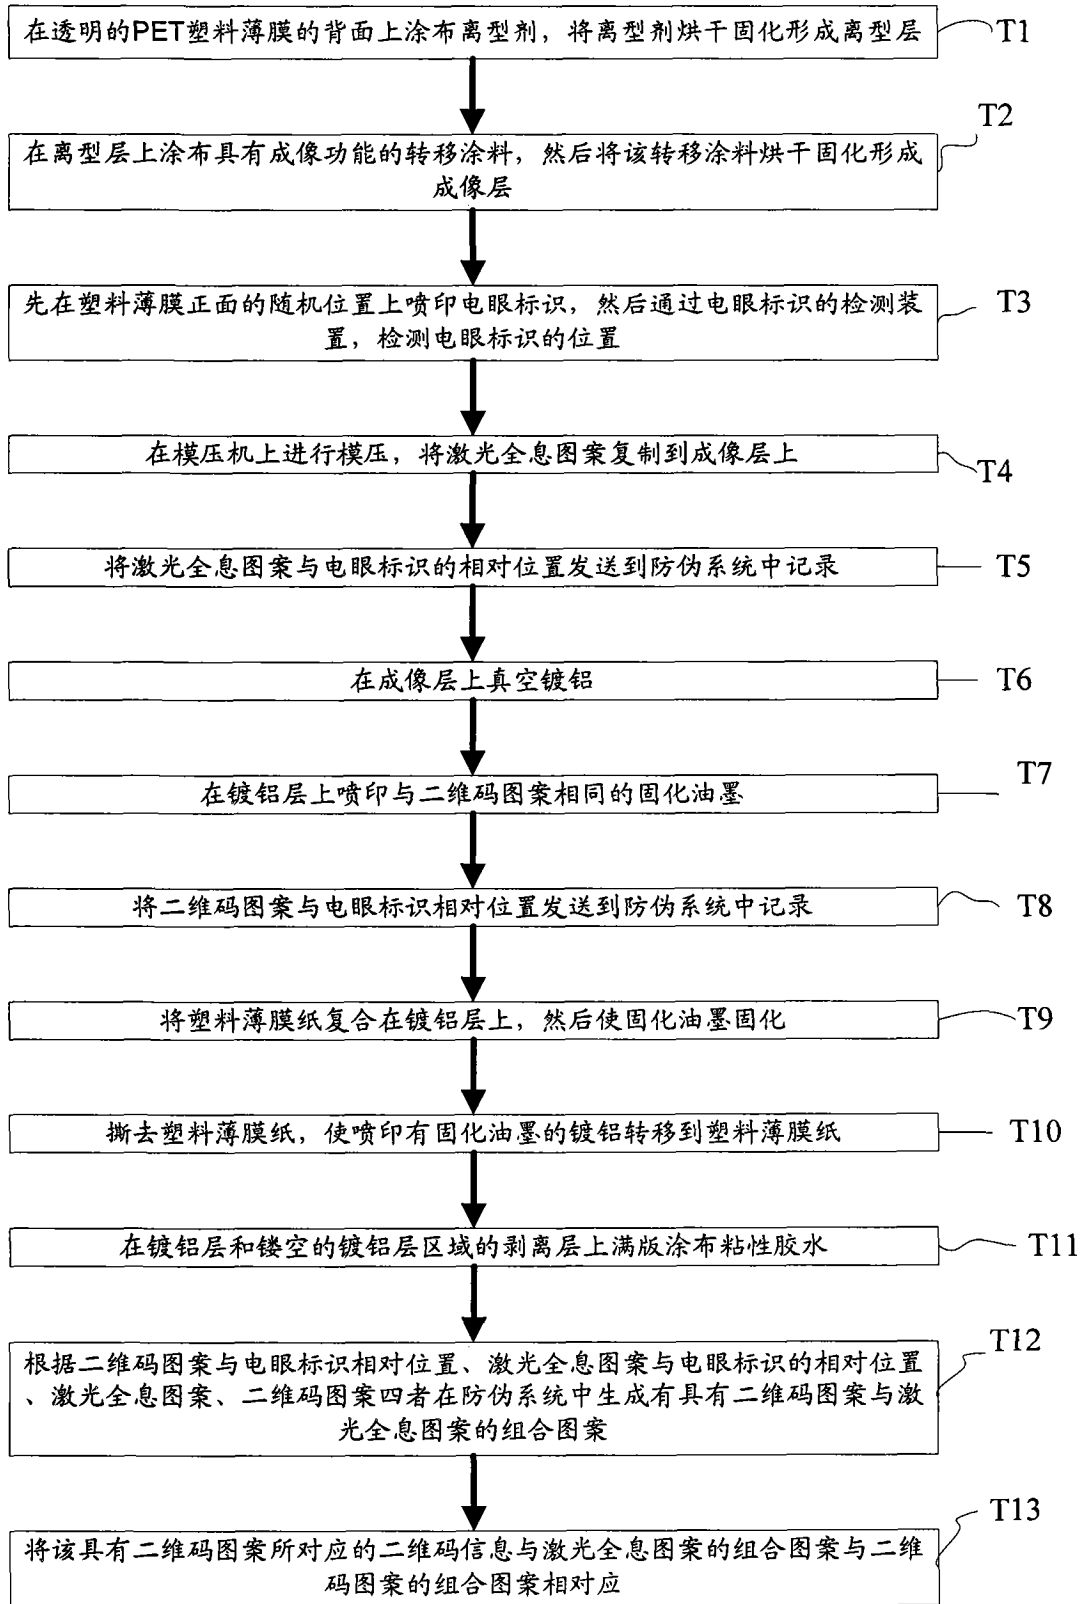 在透明的PET塑料薄膜的背面上涂布离型剂，将离型剂烘干固化形成离型层
T1
T2
在离型层上涂布具有成像功能的转移涂料，然后将该转移涂料烘干固化形成
成像层
先在塑料薄膜正面的随机位置上喷印电眼标识，然后通过电眼标识的检测装
置，检测电眼标识的位置
T3
在模压机上进行模压，将激光全息图案复制到成像层上
T4
将激光全息图案与电眼标识的相对位置发送到防伪系统中记录
T5
在成像层上真空镀铝
T6
T7
在镀铝层上喷印与二维码图案相同的固化油墨
将二维码图案与电眼标识相对位置发送到防伪系统中记录
T8
将塑料薄膜纸复合在镀铝层上，然后使固化油墨固化
T9
撕去塑料薄膜纸，使喷印有固化油墨的镀铝转移到塑料薄膜纸
T10
在镀铝层和镂空的镀铝层区域的剥离层上满版涂布粘性胶水
T11
T12
根据二维码图案与电眼标识相对位置、激光全息图案与电眼标识的相对位置
、激光全息图案、二维码图案四者在防伪系统中生成有具有二维码图案与激
光全息图案的组合图案
T13
将该具有二维码图案所对应的二维码信息与激光全息图案的组合图案与二维
码图案的组合图案相对应